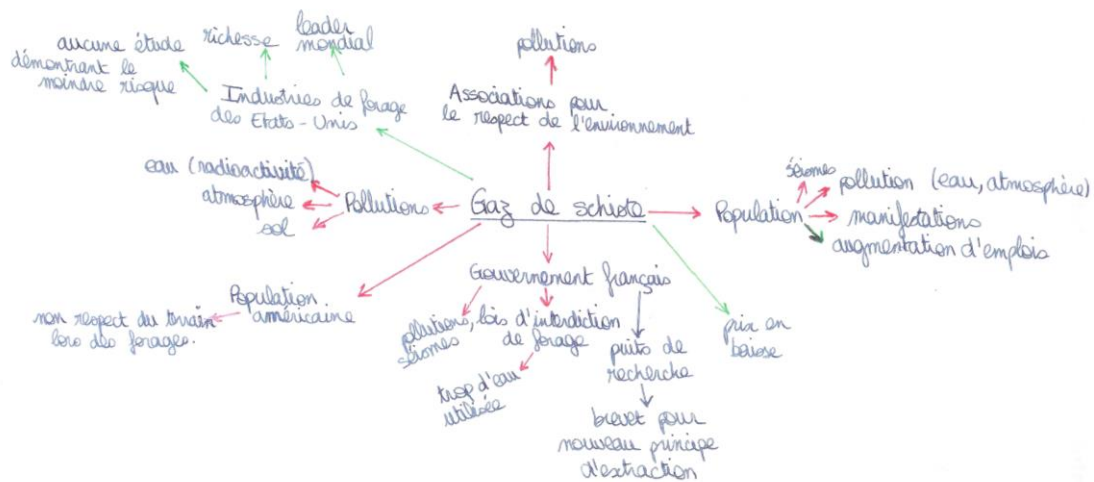 leader
mondial
richesse
aucune étude
démontrant le
moindre risque
Industries de forage
des Etats-Unis
pollutions
Associations pour
le respect de l'environnement
eau (radioactivité)
atmosphère
sol
Pollutions
Gaz de schiste
Population
séismes
pollution (eau, atmosphère)
manifestations
augmentation d'emplois
Population
américaine
non respect du terrain
lors des forages.
Gouvernement français
pollutions,
séismes
lois d'interdiction
de forage
trop d'eau
utilisée
puits de
recherche
brevet pour
nouveau principe
d'extraction
prix en
baisse